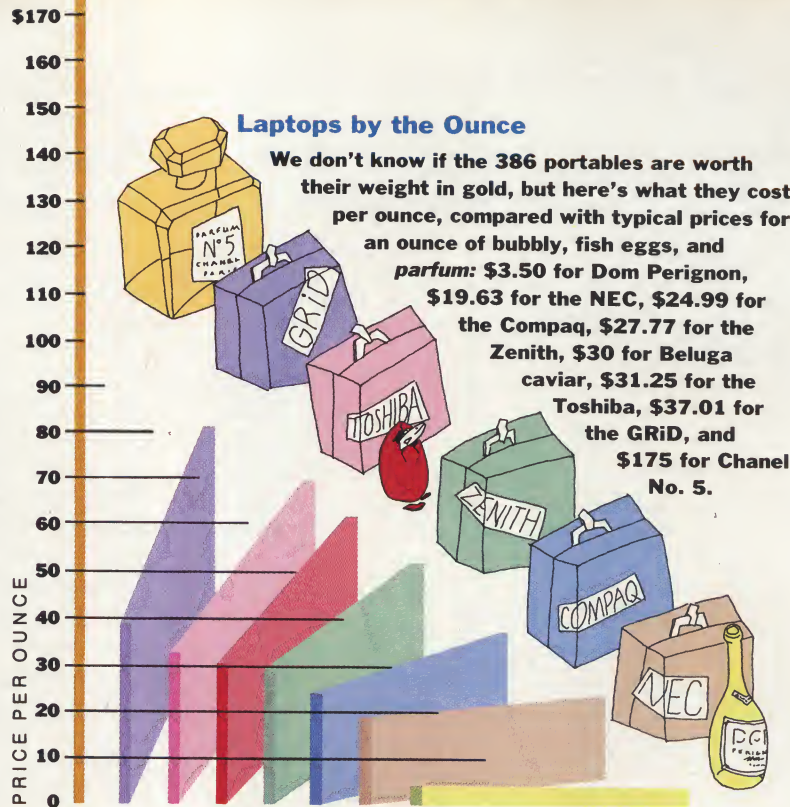 $170
160
150
140
130
120
110
100
90
80
70
60
50
40
30
20
10
0
PRICE PER OUNCE
Laptops by the Ounce
We don't know if the 386 portables are worth
their weight in gold, but here's what they cost
per ounce, compared with typical prices for
an ounce of bubbly, fish eggs, and
parfum: $3.50 for Dom Perignon,
$19.63 for the NEC, $24.99 for
the Compaq, $27.77 for the
Zenith, $30 for Beluga
caviar, $31.25 for the
Toshiba, $37.01 for
the GRiD, and
$175 for Chanel
No. 5.
PARFUM
N°5
CHANEL
PARIS
GRiD
TOSHIBA
ZENITH
COMPAQ
NEC